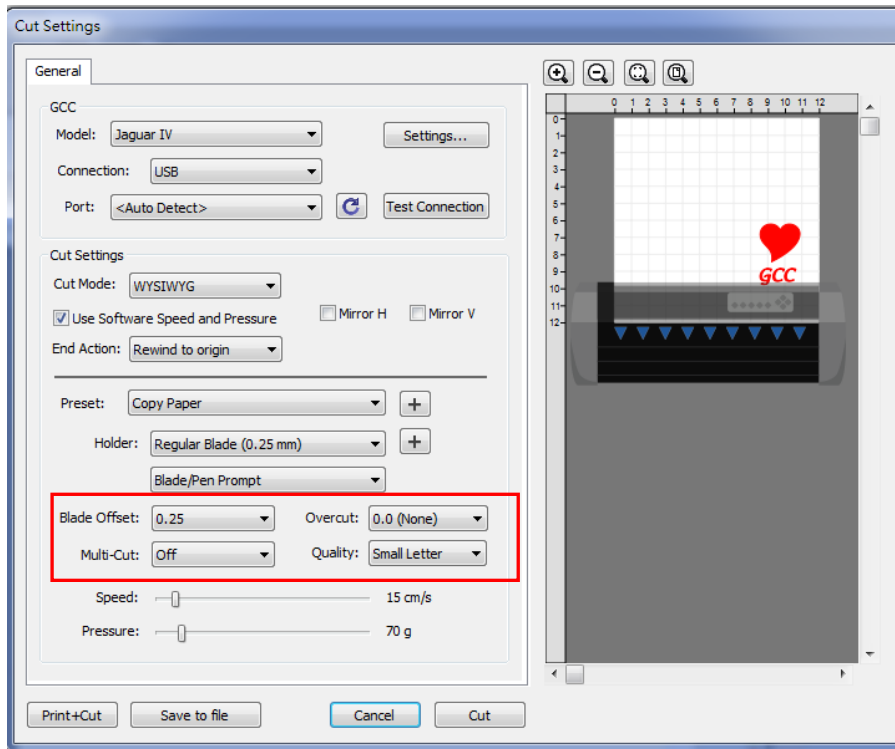 Cut Settings
General
GCC
Model: Jaguar IV Settings...
Connection: USB
Port: <Auto Detect> Test Connection
Cut Settings
Cut Mode: WYSIWYG
Use Software Speed and Pressure Mirror H Mirror V
End Action: Rewind to origin
Preset: Copy Paper +
Holder: Regular Blade (0.25 mm) +
Blade/Pen Prompt
Blade Offset: 0.25 Overcut: 0.0 (None)
Multi-Cut: Off Quality: Small Letter
Speed: 15 cm/s
Pressure: 70 g
Print+Cut Save to file Cancel Cut
0 1 2 3 4 5 6 7 8 9 10 11 12
0
1
2
3
4
5
6
7
8
9
10
11
12
GCC